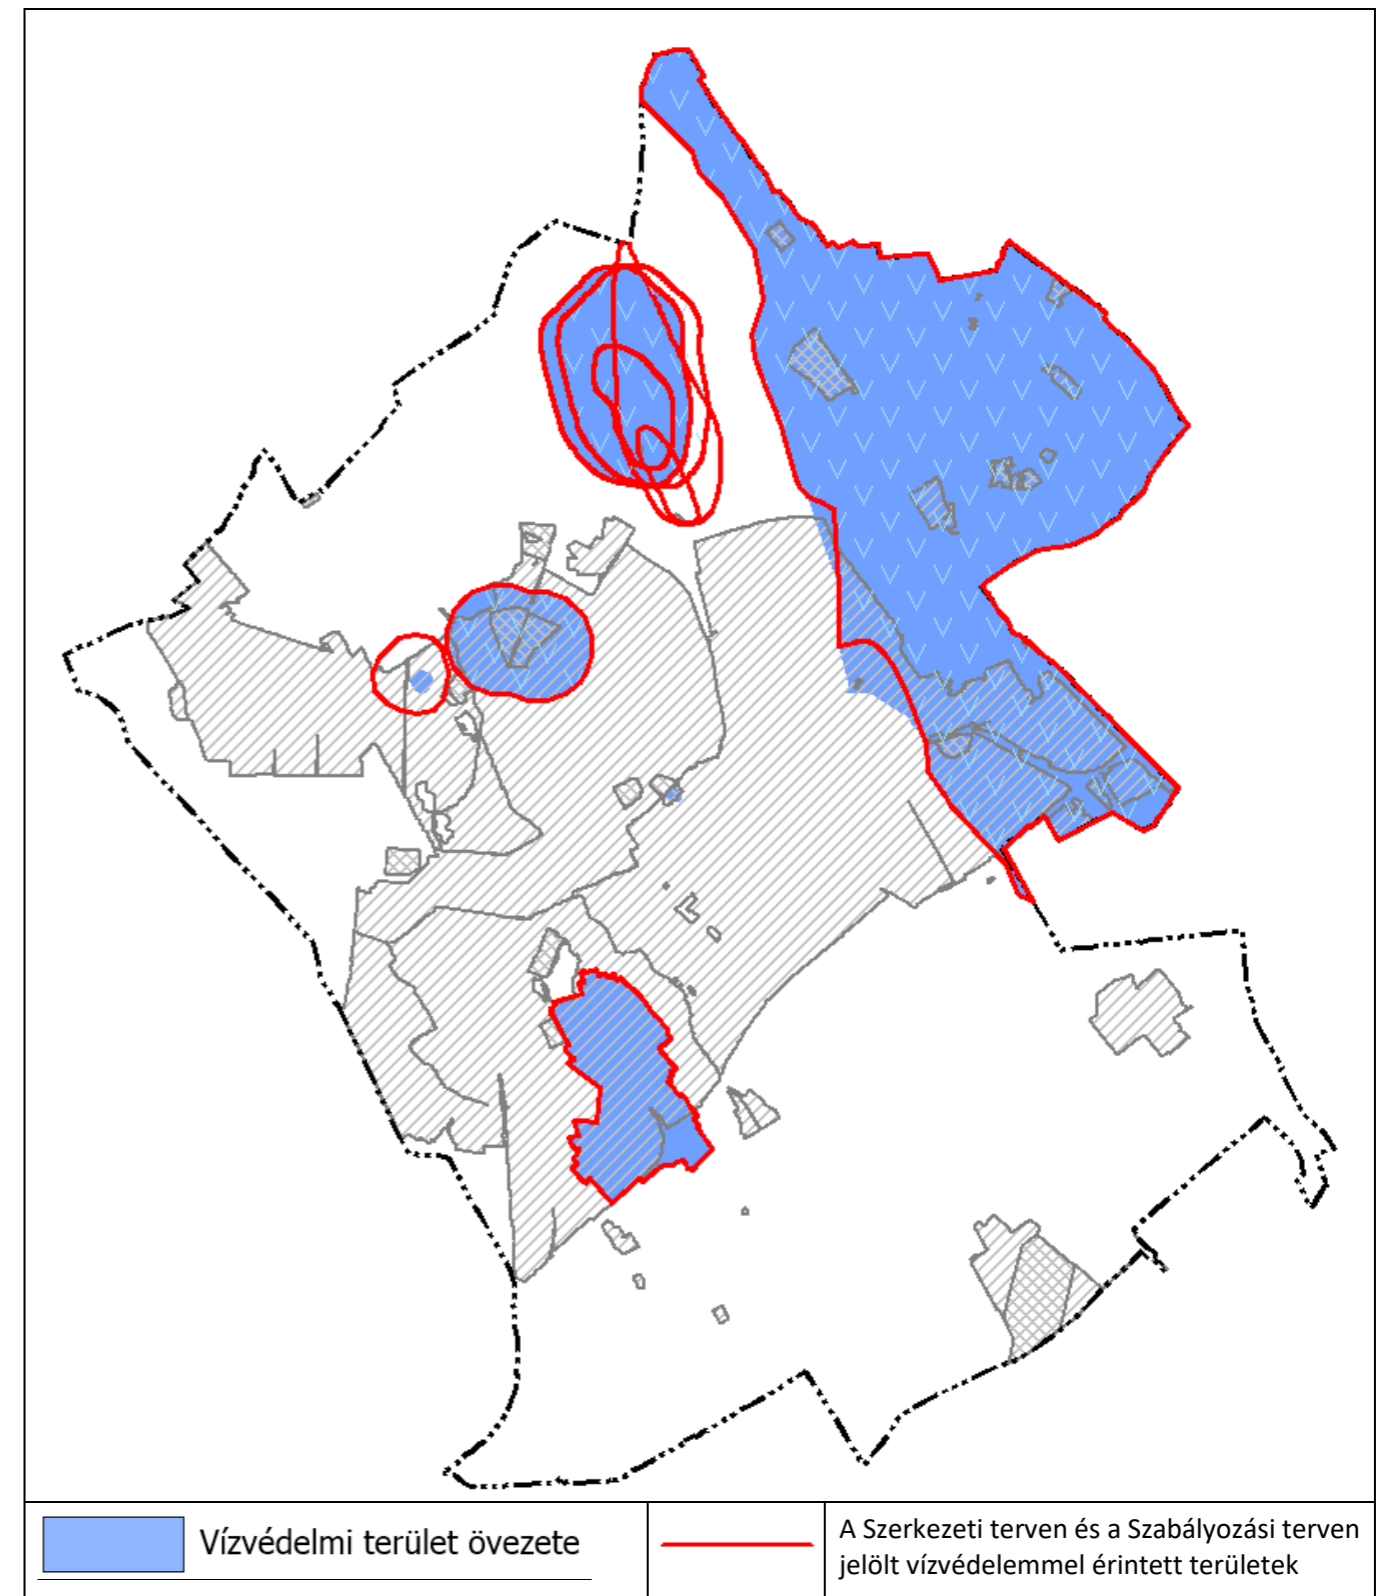 Vízvédelmi terület övezete
A Szerkezeti terven és a Szabályozási terven
jelölt vízvédelemmel érintett területek